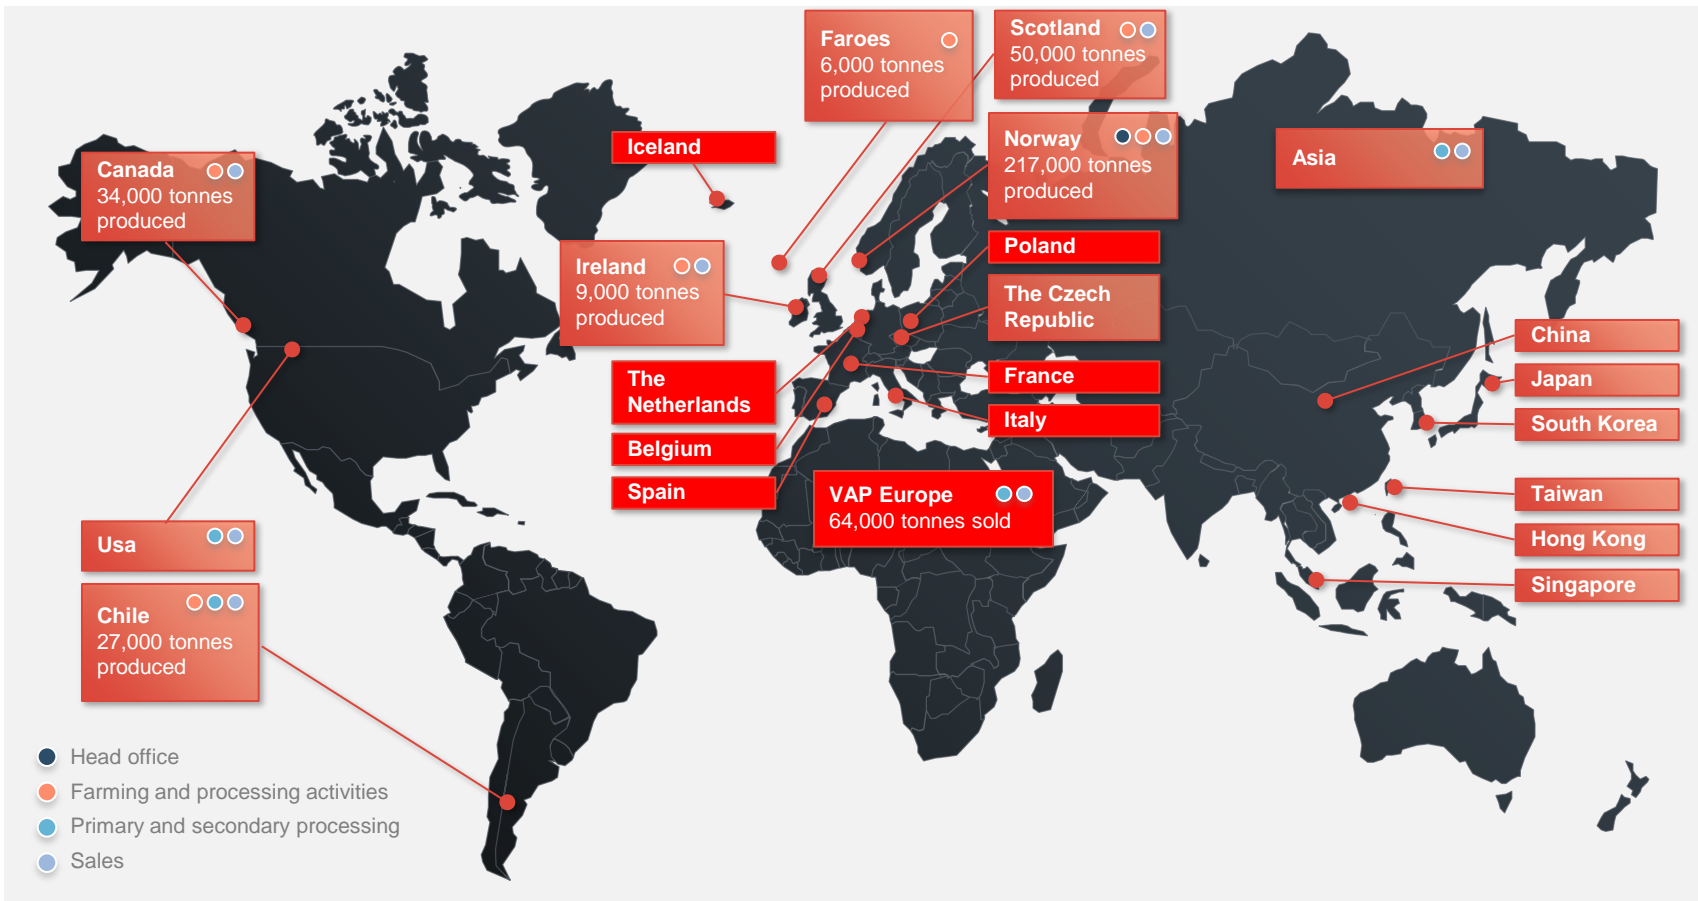 Faroes
6,000 tonnes
produced
Scotland
50,000 tonnes
produced
Norway
217,000 tonnes
produced
Iceland
Asia
Canada
34,000 tonnes
produced
Ireland
9,000 tonnes
produced
Poland
The Czech
Republic
France
Italy
The
Netherlands
Belgium
Spain
VAP Europe
64,000 tonnes sold
China
Japan
South Korea
Taiwan
Hong Kong
Singapore
Usa
Chile
27,000 tonnes
produced
Head office
Farming and processing activities
Primary and secondary processing
Sales